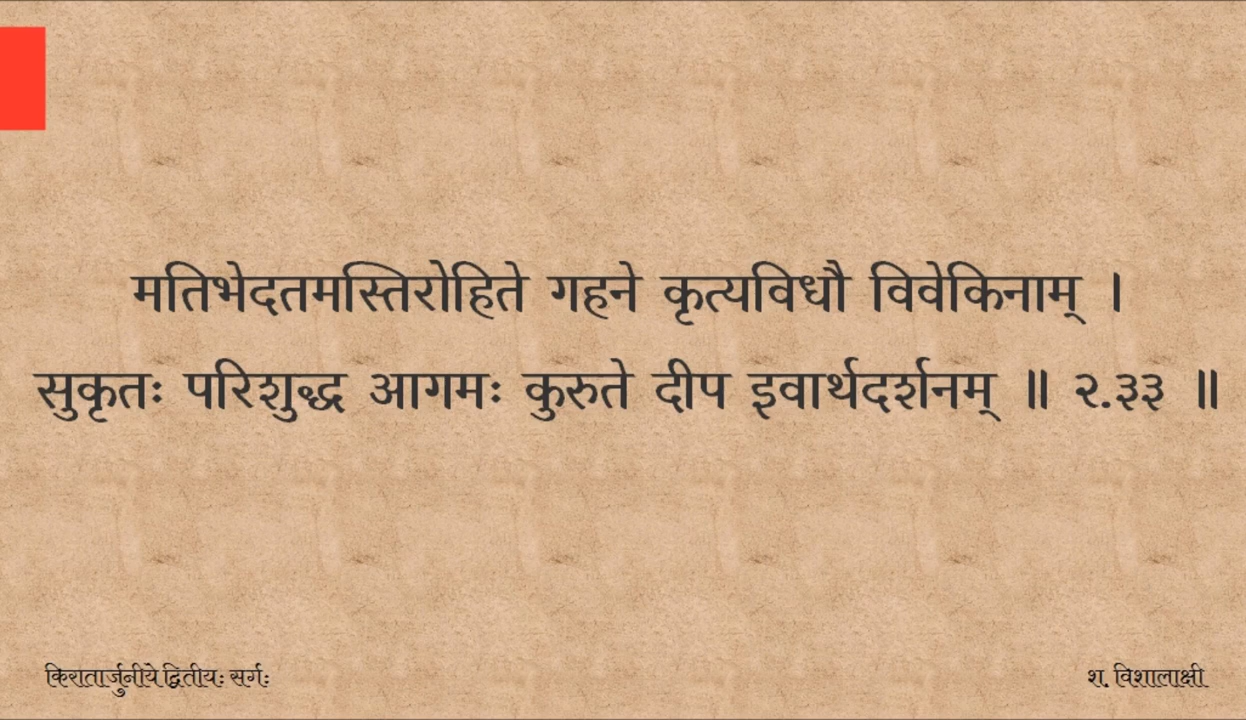 मतिभेदतमस्तिरोहिते गहने कृत्यविधौ विवेकिनाम् ।
सुकृतः परिशुद्ध आगमः कुरुते दीप इवार्थदर्शनम् ॥ २.३३ ॥
किरातार्जुनीये द्वितीयः सर्गः
श. विशालाक्षी